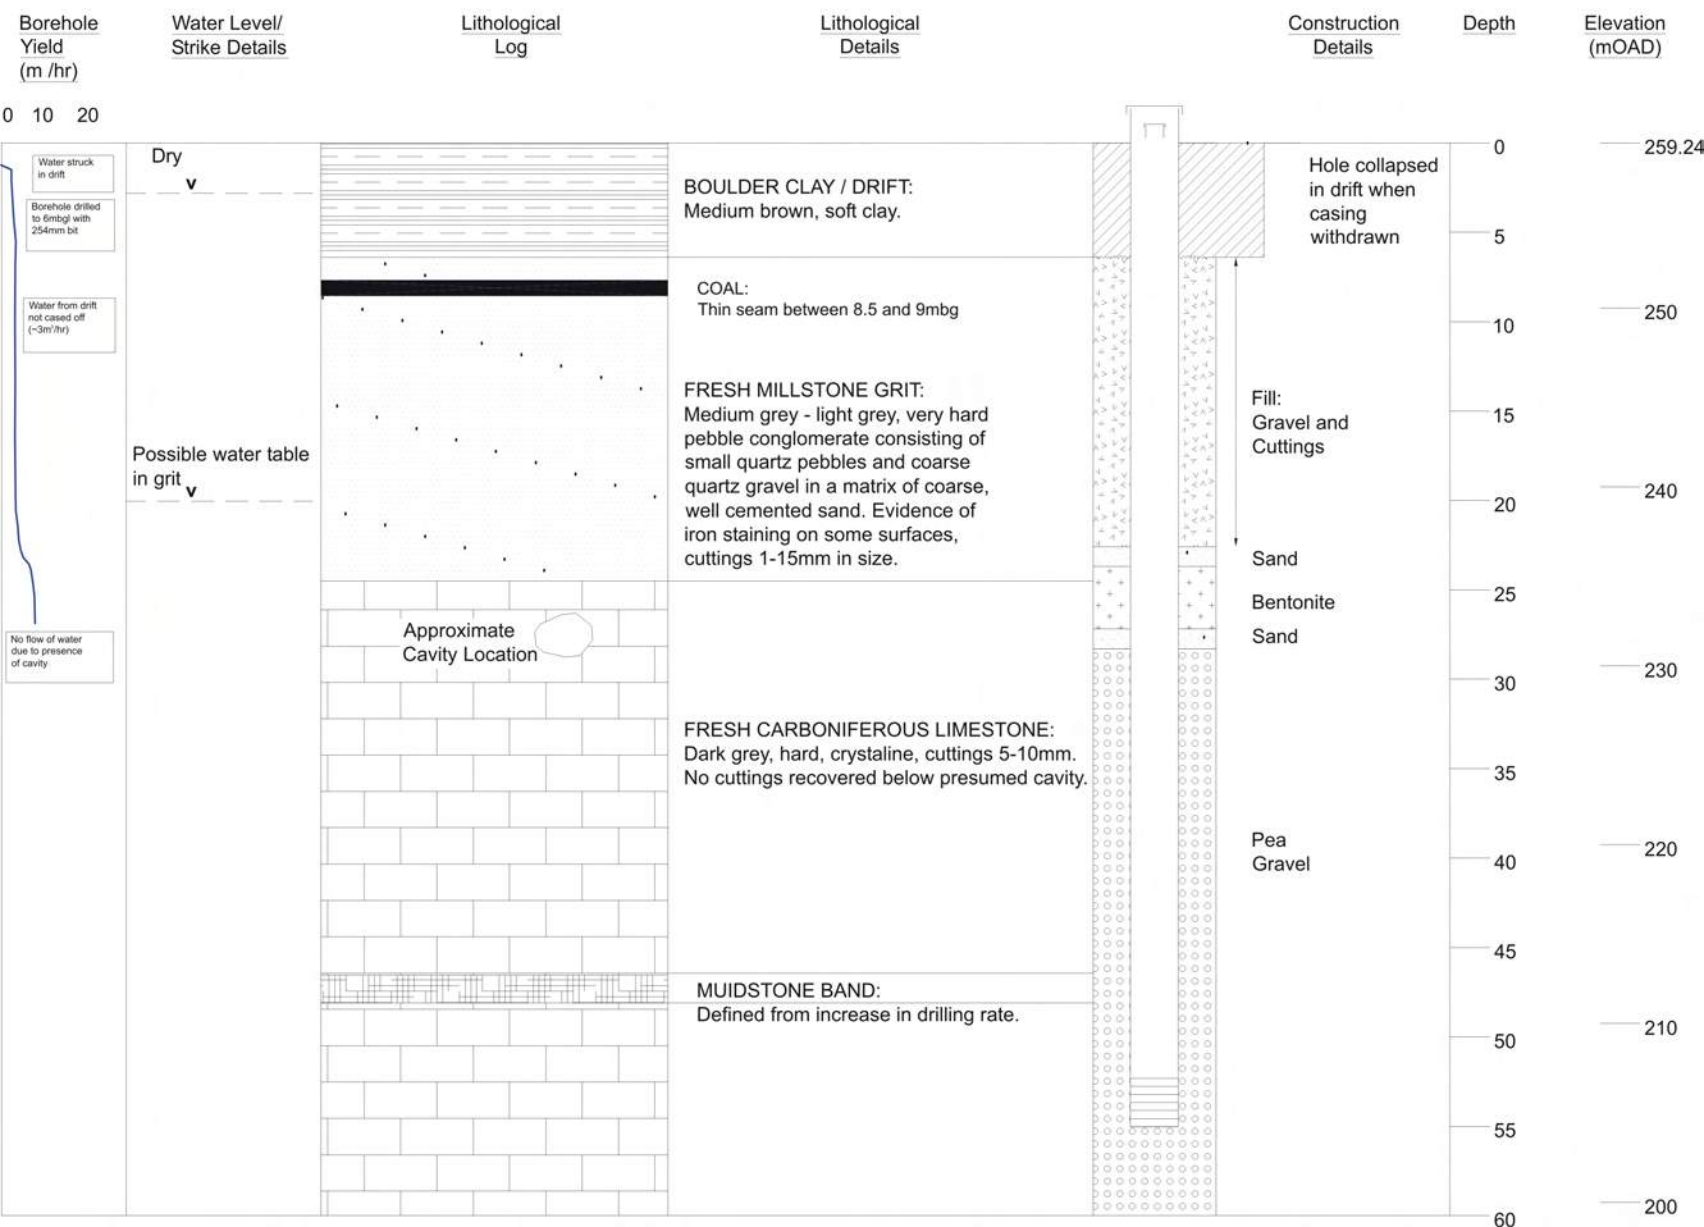 Borehole
Yield
(m /hr)
Water Level/
Strike Details
Lithological
Log
Lithological
Details
Construction
Details
Depth
Elevation
(mOAD)
0 10 20
Water struck
in drift
Borehole drilled
to 6mbgl with
254mm bit
Water from drift
not cased off
(~3m³/hr)
No flow of water
due to presence
of cavity
Dry
v
Possible water table
in grit
v
Approximate
Cavity Location
BOULDER CLAY / DRIFT:
Medium brown, soft clay.
COAL:
Thin seam between 8.5 and 9mbg
FRESH MILLSTONE GRIT:
Medium grey - light grey, very hard
pebble conglomerate consisting of
small quartz pebbles and coarse
quartz gravel in a matrix of coarse,
well cemented sand. Evidence of
iron staining on some surfaces,
cuttings 1-15mm in size.
FRESH CARBONIFEROUS LIMESTONE:
Dark grey, hard, crystaline, cuttings 5-10mm.
No cuttings recovered below presumed cavity.
MUIDSTONE BAND:
Defined from increase in drilling rate.
Hole collapsed
in drift when
casing
withdrawn
Fill:
Gravel and
Cuttings
Sand
Bentonite
Sand
Pea
Gravel
0
5
10
15
20
25
30
35
40
45
50
55
60
259.24
250
240
230
220
210
200